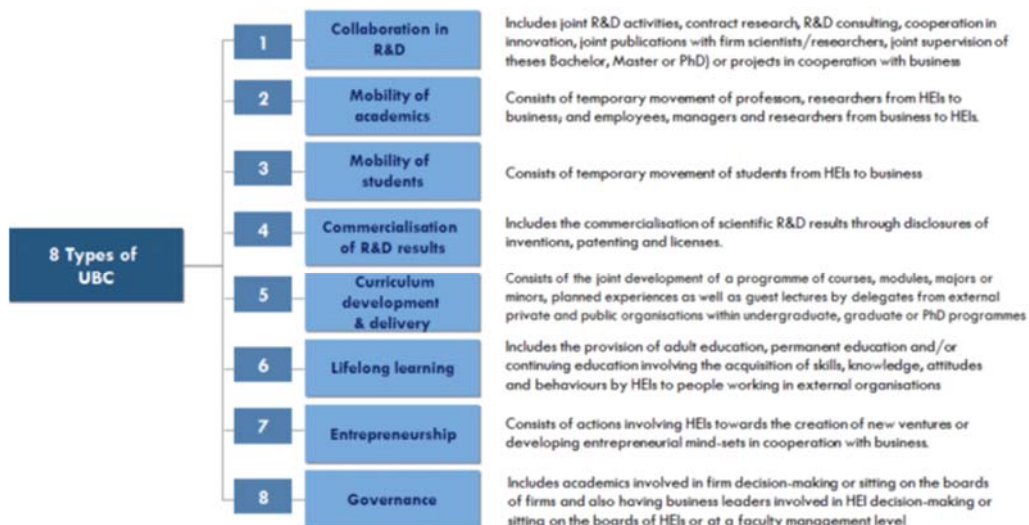 8 Types of
UBC
1
Collaboration in
R&D
Includes joint R&D activities, contract research, R&D consulting, cooperation in
innovation, joint publications with firm scientists/researchers, joint supervision of
theses Bachelor, Master or PhD) or projects in cooperation with business
2
Mobility of
academics
Consists of temporary movement of professors, researchers from HEIs to
business; and employees, managers and researchers from business to HEIs.
3
Mobility of
students
Consists of temporary movement of students from HEIs to business
4
Commercialisation
of R&D results
Includes the commercialisation of scientific R&D results through disclosures of
inventions, patenting and licenses.
5
Curriculum
development
& delivery
Consists of the joint development of a programme of courses, modules, majors or
minors, planned experiences as well as guest lectures by delegates from external
private and public organisations within undergraduate, graduate or PhD programmes
6
Lifelong learning
Includes the provision of adult education, permanent education and/or
continuing education involving the acquisition of skills, knowledge, attitudes
and behaviours by HEIs to people working in external organisations
7
Entrepreneurship
Consists of actions involving HEIs towards the creation of new ventures or
developing entrepreneurial mind-sets in cooperation with business.
8
Governance
Includes academics involved in firm decision-making or sitting on the boards
of firms and also having business leaders involved in HEI decision-making or
sitting on the boards of HEIs or at a faculty management level